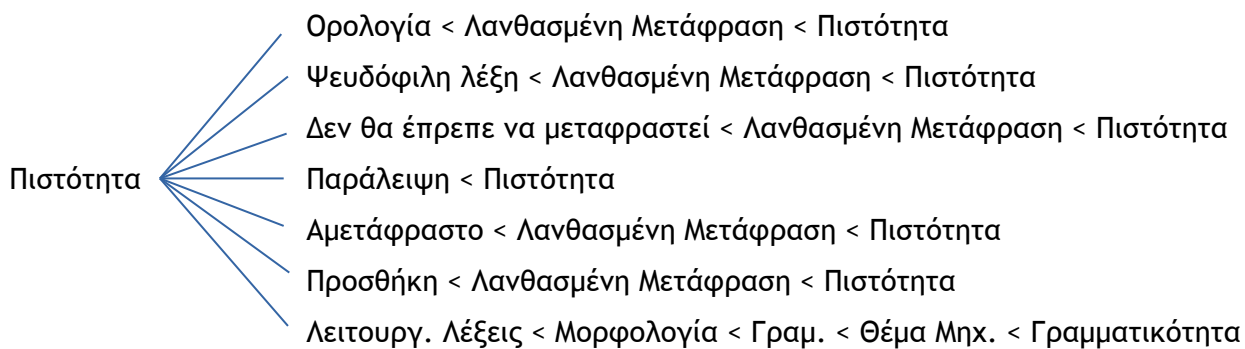 Ορολογία < Λανθασμένη Μετάφραση < Πιστότητα
Ψευδόφιλη λέξη < Λανθασμένη Μετάφραση < Πιστότητα
Δεν θα έπρεπε να μεταφραστεί < Λανθασμένη Μετάφραση < Πιστότητα
Πιστότητα
Παράλειψη < Πιστότητα
Αμετάφραστο < Λανθασμένη Μετάφραση < Πιστότητα
Προσθήκη < Λανθασμένη Μετάφραση < Πιστότητα
Λειτουργ. Λέξεις < Μορφολογία < Γραμ. < Θέμα Μηχ. < Γραμματικότητα